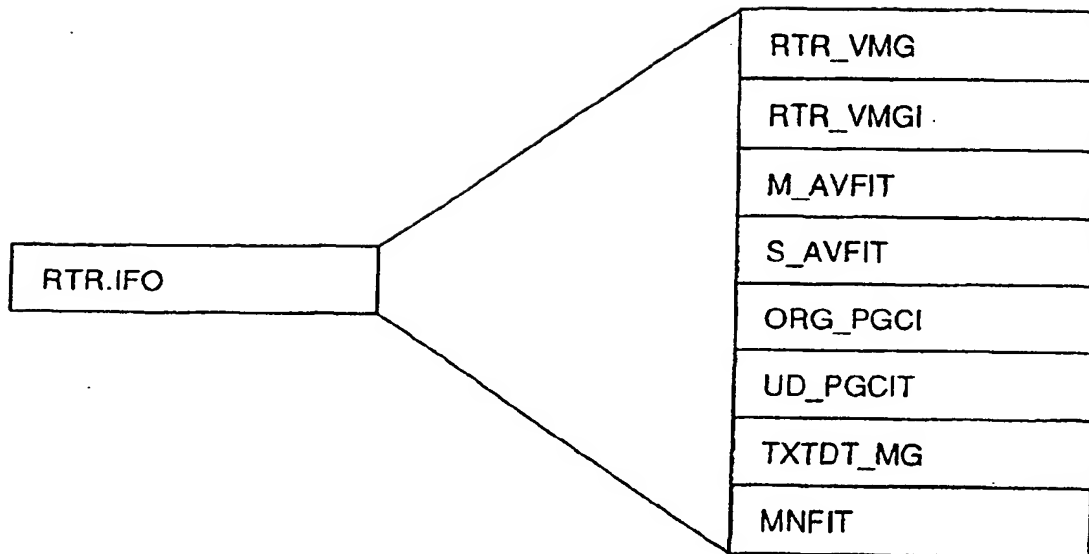 RTR.IFO
RTR_VMG
RTR_VMGI
M_AVFIT
S_AVFIT
ORG_PGCI
UD_PGCIT
TXTDT_MG
MNFIT